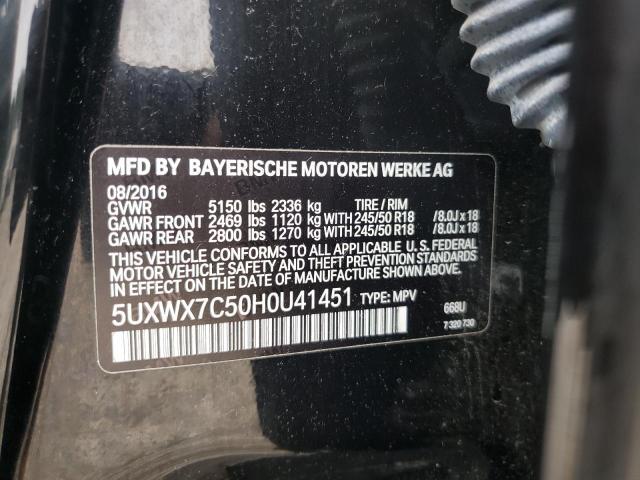 MFD BY BAYERISCHE MOTOREN WERKE AG
08/2016
GVWR 5150 lbs 2336 kg TIRE / RIM
GAWR FRONT 2469 lbs 1120 kg WITH 245/50 R18 /8.0J x 18
GAWR REAR 2800 lbs 1270 kg WITH 245/50 R18 /8.0J x 18
THIS VEHICLE CONFORMS TO ALL APPLICABLE U.S. FEDERAL
MOTOR VEHICLE SAFETY AND THEFT PREVENTION STANDARDS
IN EFFECT ON THE DATE OF MANUFACTURE SHOWN ABOVE.
5UXWX7C50H0U41451 TYPE: MPV 668U
7 320 730